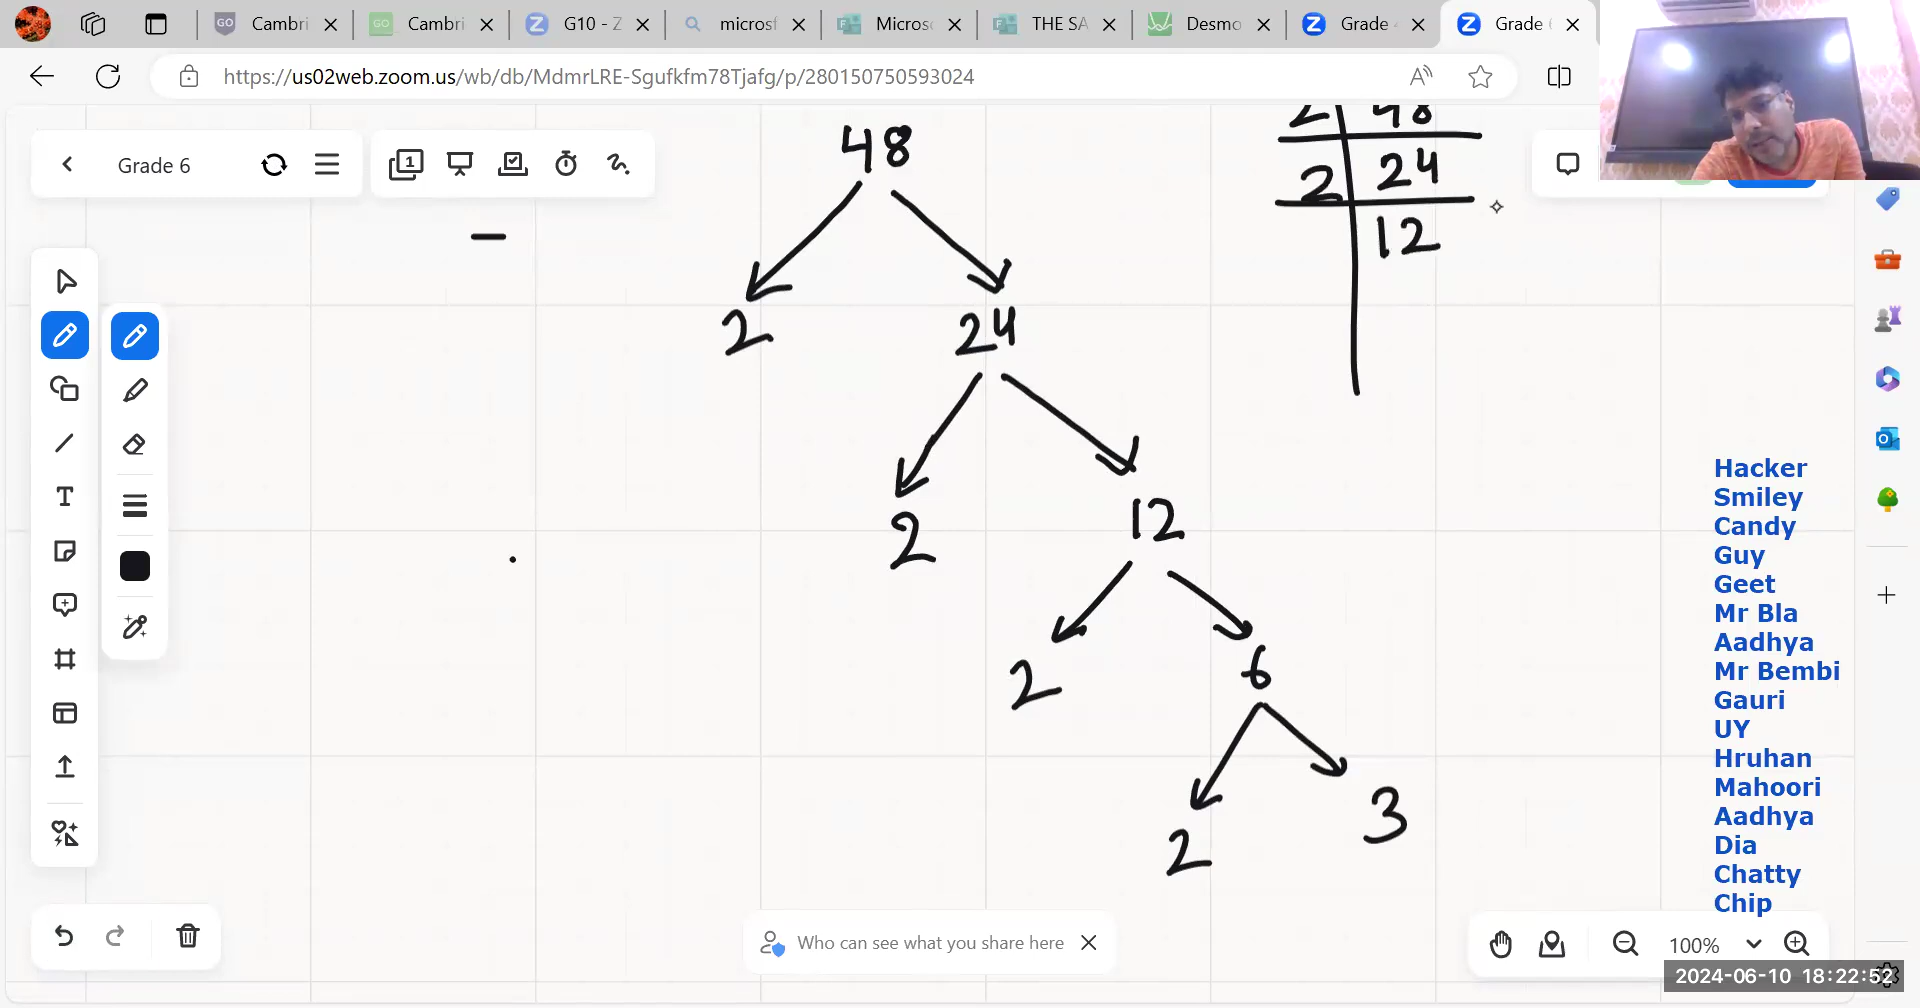 Cambri
Cambri
G10 - Z
microsf
Micros
THE SA
Desmo
Grade
Grade
https://us02web.zoom.us/wb/db/MdmrLRE-Sgufkfm78Tjafg/p/280150750593024
Grade 6
1
48
2 24
2 12
2 6
2 3
2 48
2 24
12
Hacker
Smiley
Candy
Guy
Geet
Mr Bla
Aadhya
Mr Bembi
Gauri
UY
Hruhan
Mahoori
Aadhya
Dia
Chatty
Chip
Who can see what you share here
100%
2024-06-10 18:22:52